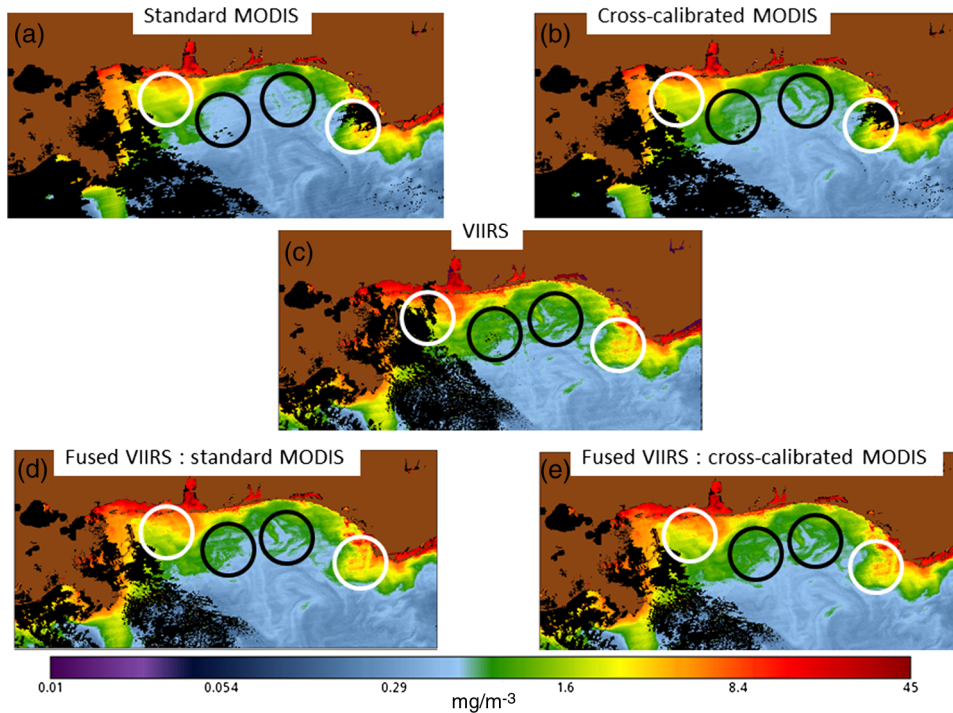 (a) Standard MODIS
(b) Cross-calibrated MODIS
(c) VIIRS
(d) Fused VIIRS : standard MODIS
(e) Fused VIIRS : cross-calibrated MODIS
0.01 0.054 0.29 1.6 8.4 45
mg/m-3